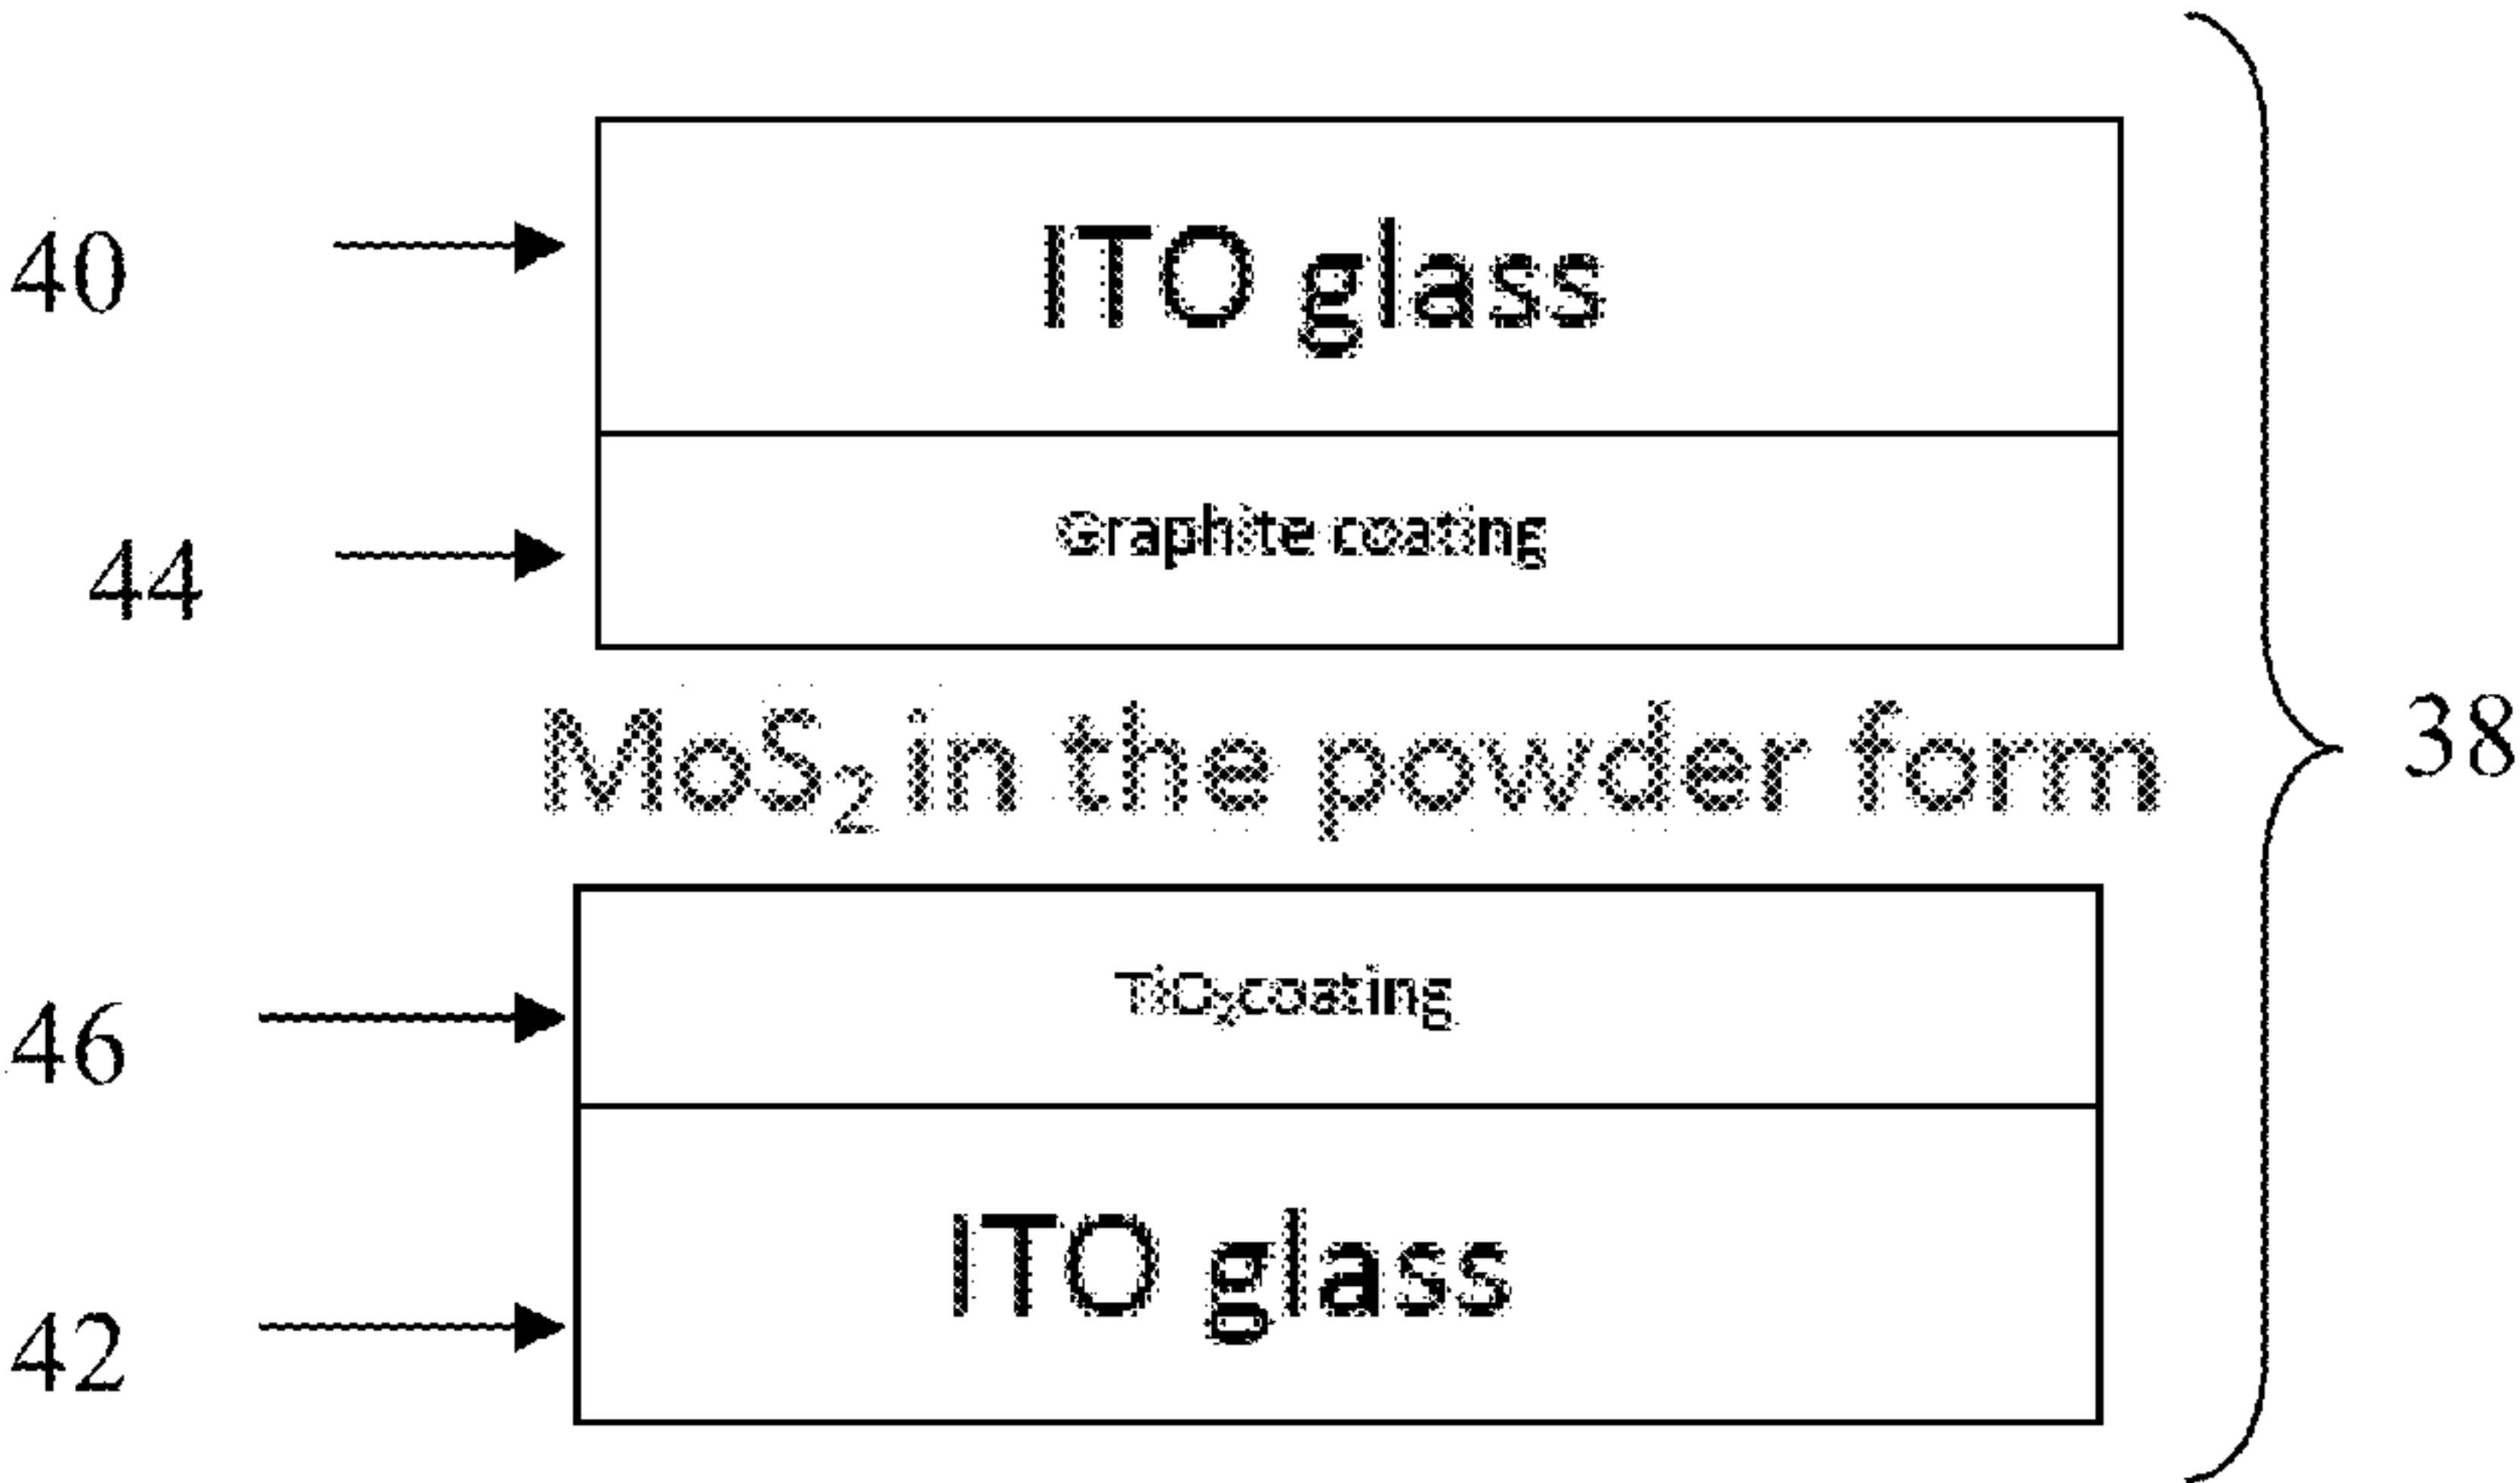 40 ITO glass
44 Graphite coating
MoS₂ in the powder form
38
46 TiO₂ coating
42 ITO glass